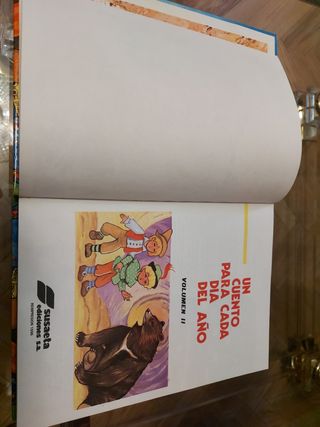 UN
CUENTO
PARA CADA
DIA
DEL AÑO
VOLUMEN II
susaeta
ediciones s.a.